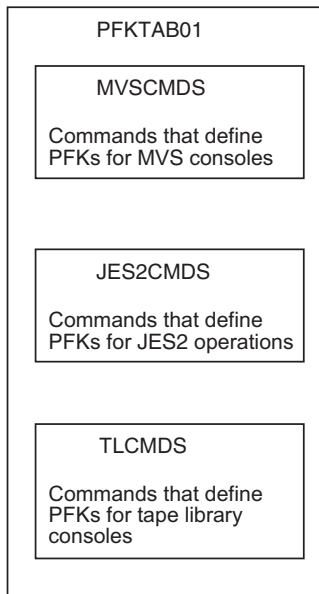 PFKTAB01
MVSCMDS
Commands that define
PFKs for MVS consoles
JES2CMDS
Commands that define
PFKs for JES2 operations
TLCMDS
Commands that define
PFKs for tape library
consoles